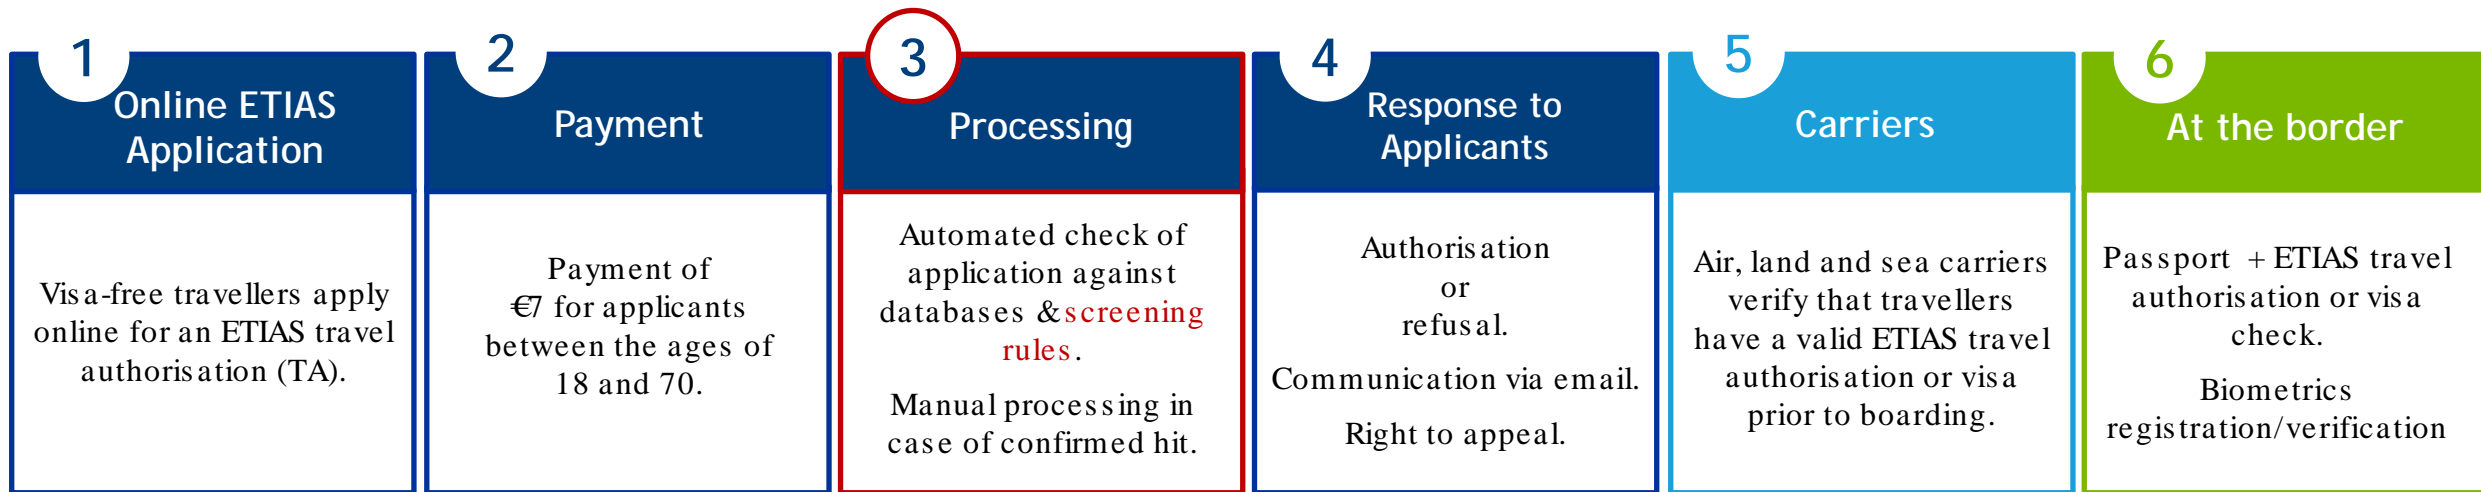 1
Online ETIAS
Application
Visa-free travellers apply
online for an ETIAS travel
authorisation (TA).
2
Payment
Payment of
€7 for applicants
between the ages of
18 and 70.
3
Processing
Automated check of
application against
databases & screening
rules.
Manual processing in
case of confirmed hit.
4
Response to
Applicants
Authorisation
or
refusal.
Communication via email.
Right to appeal.
5
Carriers
Air, land and sea carriers
verify that travellers
have a valid ETIAS travel
authorisation or visa
prior to boarding.
6
At the border
Passport + ETIAS travel
authorisation or visa
check.
Biometrics
registration/verification